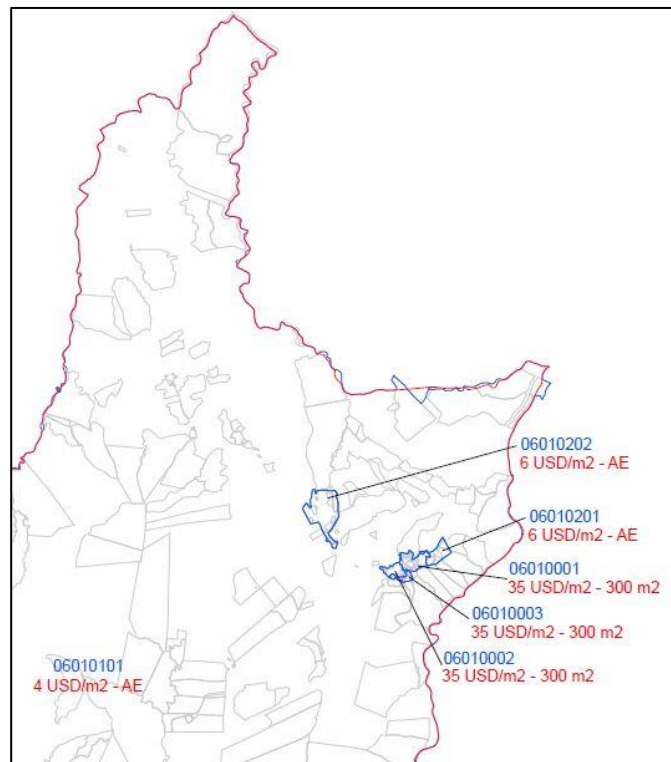 06010202
6 USD/m2 - AE
06010201
6 USD/m2 - AE
06010001
35 USD/m2 - 300 m2
06010003
35 USD/m2 - 300 m2
06010002
35 USD/m2 - 300 m2
06010101
4 USD/m2 - AE